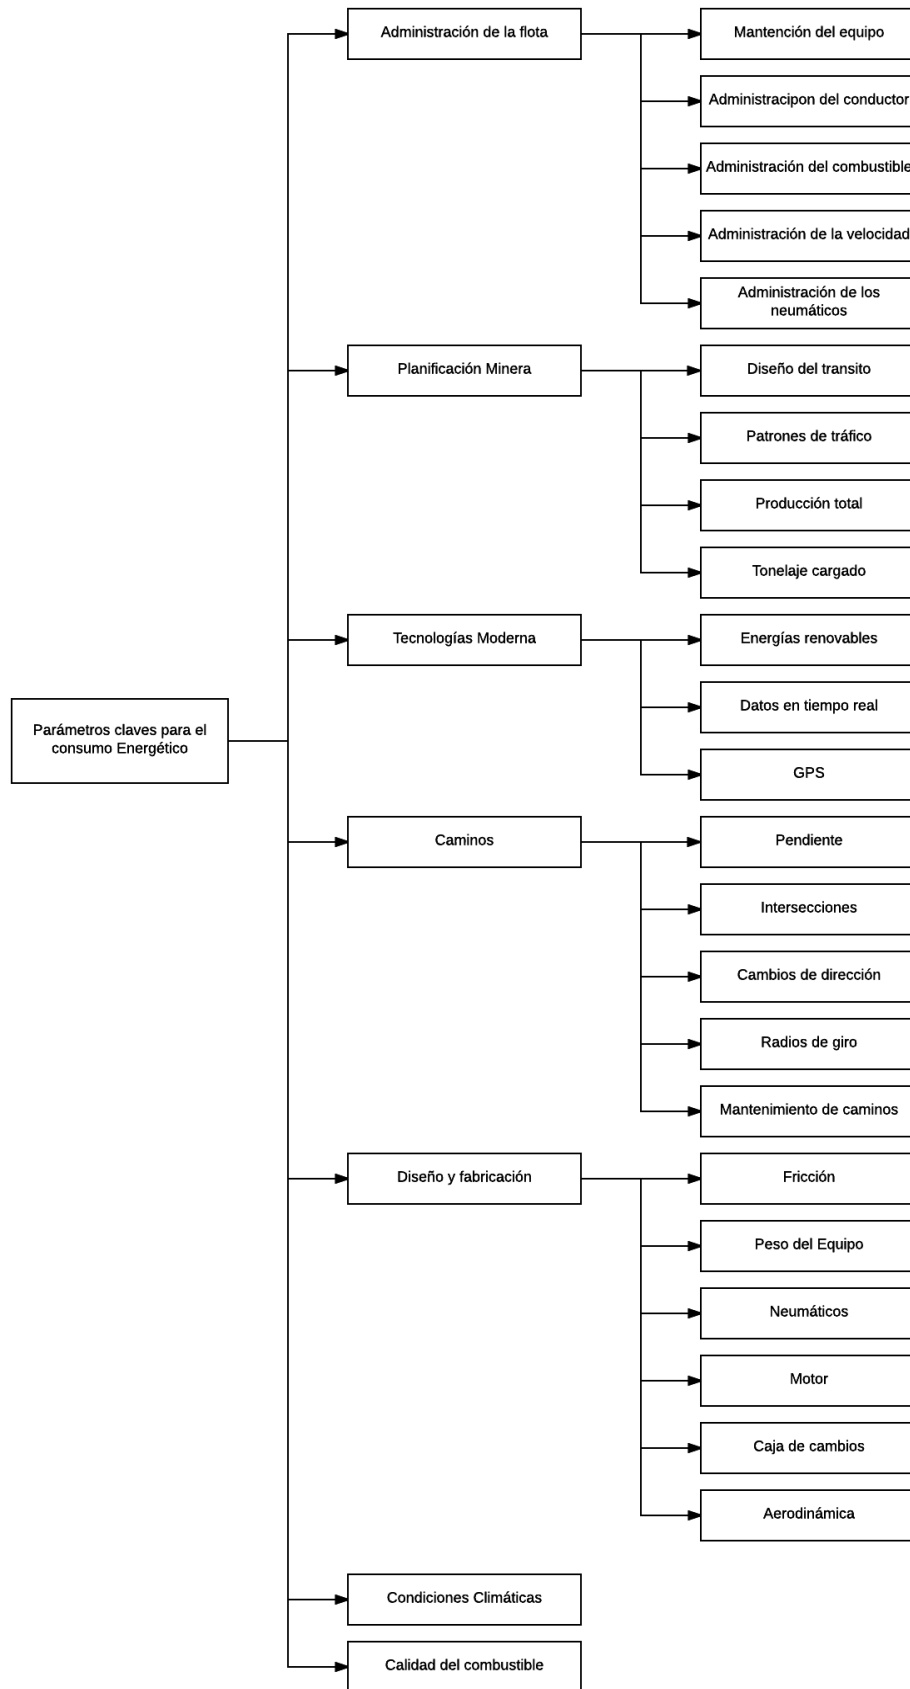 Parámetros claves para el
consumo Energético
Administración de la flota
Mantención del equipo
Administracipon del conductor
Administración del combustible
Administración de la velocidad
Administración de los
neumáticos
Planificación Minera
Diseño del transito
Patrones de tráfico
Producción total
Tonelaje cargado
Tecnologías Moderna
Energías renovables
Datos en tiempo real
GPS
Caminos
Pendiente
Intersecciones
Cambios de dirección
Radios de giro
Mantenimiento de caminos
Diseño y fabricación
Fricción
Peso del Equipo
Neumáticos
Motor
Caja de cambios
Aerodinámica
Condiciones Climáticas
Calidad del combustible